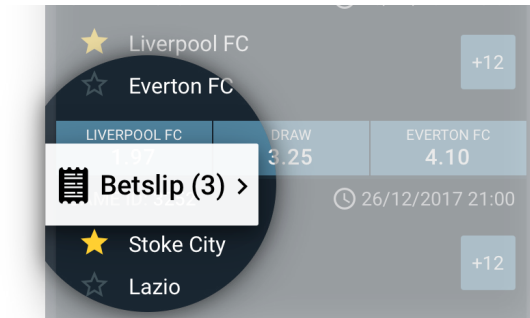 Liverpool FC
+12
Everton FC
LIVERPOOL FC DRAW EVERTON FC
1.97 3.25 4.10
Betslip (3) >
26/12/2017 21:00
Stoke City
+12
Lazio